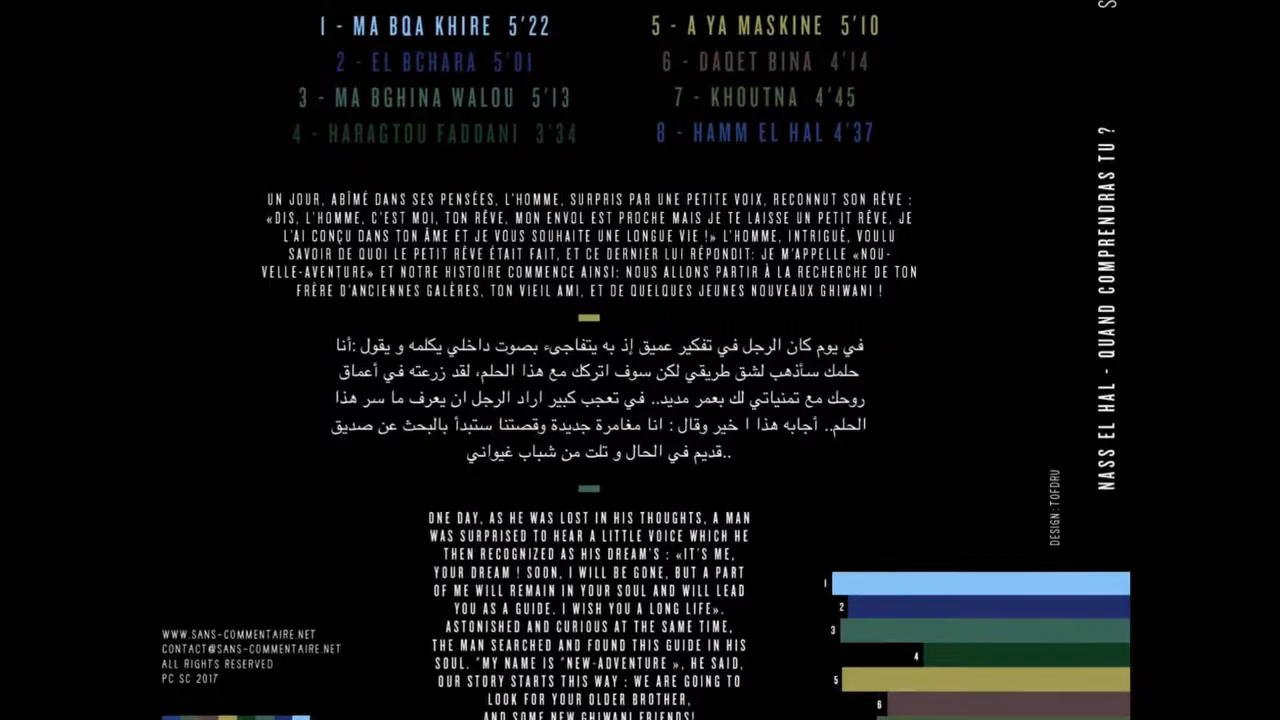 1 - MA BQA KHIRE 5'22
2 - EL BCHARA 5'01
3 - MA BGHINA WALOU 5'13
4 - HARAGTOU FADDANI 3'34
5 - A YA MASKINE 5'10
6 - DAQET BINA 4'14
7 - KHOUTNA 4'45
8 - HAMM EL HAL 4'37
UN JOUR, ABÎMÉ DANS SES PENSÉES, L'HOMME, SURPRIS PAR UNE PETITE VOIX, RECONNUT SON RÊVE :
«DIS, L'HOMME, C'EST MOI, TON RÊVE, MON ENVOL EST PROCHE MAIS JE TE LAISSE UN PETIT RÊVE, JE
L'AI CONÇU DANS TON ÂME ET JE VOUS SOUHAITE UNE LONGUE VIE !» L'HOMME, INTRIGUÉ, VOULU
SAVOIR DE QUOI LE PETIT RÊVE ÉTAIT FAIT, ET CE DERNIER LUI RÉPONDIT: JE M'APPELLE «NOU-
VELLE-AVENTURE» ET NOTRE HISTOIRE COMMENCE AINSI: NOUS ALLONS PARTIR À LA RECHERCHE DE TON
FRÈRE D'ANCIENNES GALÈRES, TON VIEIL AMI, ET DE QUELQUES JEUNES NOUVEAUX GHIWANI !
في يوم كان الرجل في تفكير عميق إذ به يتفاجىء بصوت داخلي يكلمه و يقول :أنا
حلمك سأذهب لشق طريقي لكن سوف اتركك مع هذا الحلم، لقد زرعته في أعماق
روحك مع تمنياتي لك بعمر مديد.. في تعجب كبير اراد الرجل ان يعرف ما سر هذا
الحلم.. أجابه هذا ا خير وقال : انا مغامرة جديدة وقصتنا ستبدأ بالبحث عن صديق
قديم في الحال و تلت من شباب غيواني..
ONE DAY, AS HE WAS LOST IN HIS THOUGHTS, A MAN
WAS SURPRISED TO HEAR A LITTLE VOICE WHICH HE
THEN RECOGNIZED AS HIS DREAM'S : «IT'S ME,
YOUR DREAM ! SOON, I WILL BE GONE, BUT A PART
OF ME WILL REMAIN IN YOUR SOUL AND WILL LEAD
YOU AS A GUIDE. I WISH YOU A LONG LIFE».
ASTONISHED AND CURIOUS AT THE SAME TIME,
THE MAN SEARCHED AND FOUND THIS GUIDE IN HIS
SOUL. "MY NAME IS "NEW-ADVENTURE », HE SAID,
OUR STORY STARTS THIS WAY : WE ARE GOING TO
LOOK FOR YOUR OLDER BROTHER,
AND SOME NEW GHIWANI FRIENDS!
WWW.SANS-COMMENTAIRE.NET
CONTACT@SANS-COMMENTAIRE.NET
ALL RIGHTS RESERVED
PC SC 2017
DESIGN : TOFDRU
NASS EL HAL - QUAND COMPRENDRAS TU ?
1
2
3
4
5
6